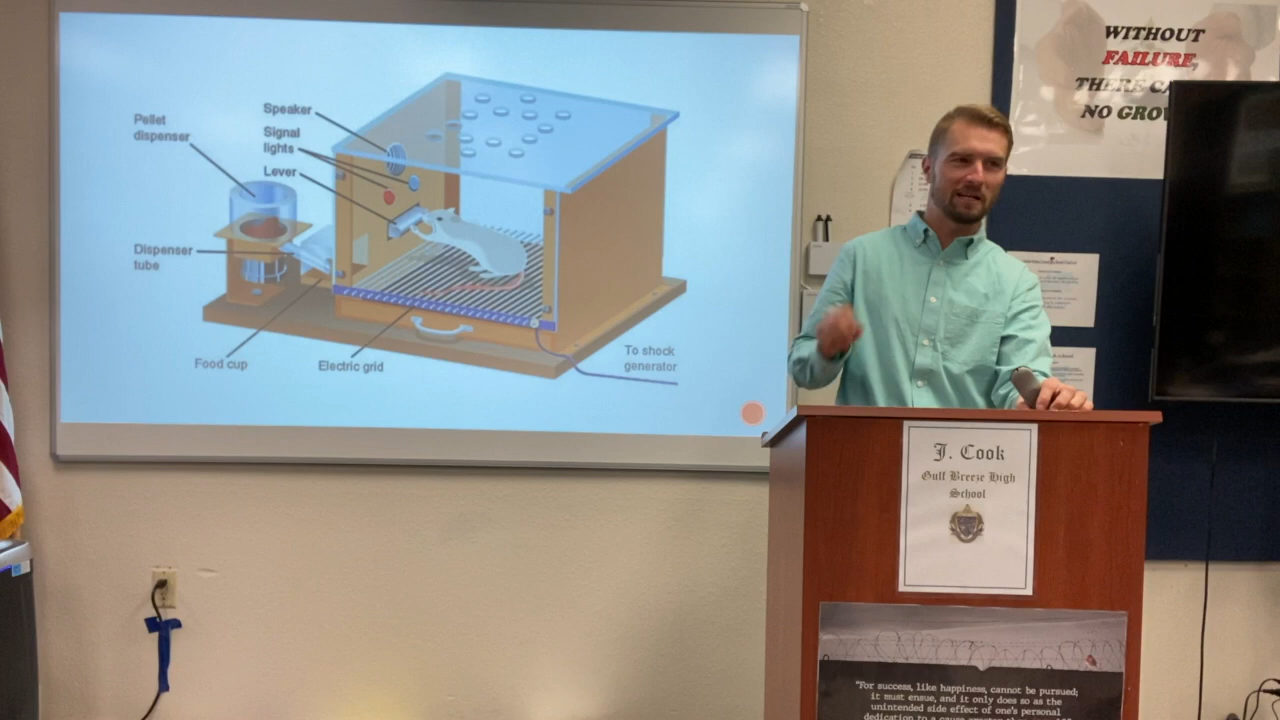 Speaker
Pellet
dispenser
Signal
lights
Lever
Dispenser
tube
Food cup
Electric grid
To shock
generator
WITHOUT
FAILURE,
THERE
NO
J. Cook
Gulf Breeze High
School
"For success, like happiness, cannot be pursued;
it must ensue, and it only does so as the
unintended side effect of one's personal
dedication to a cause